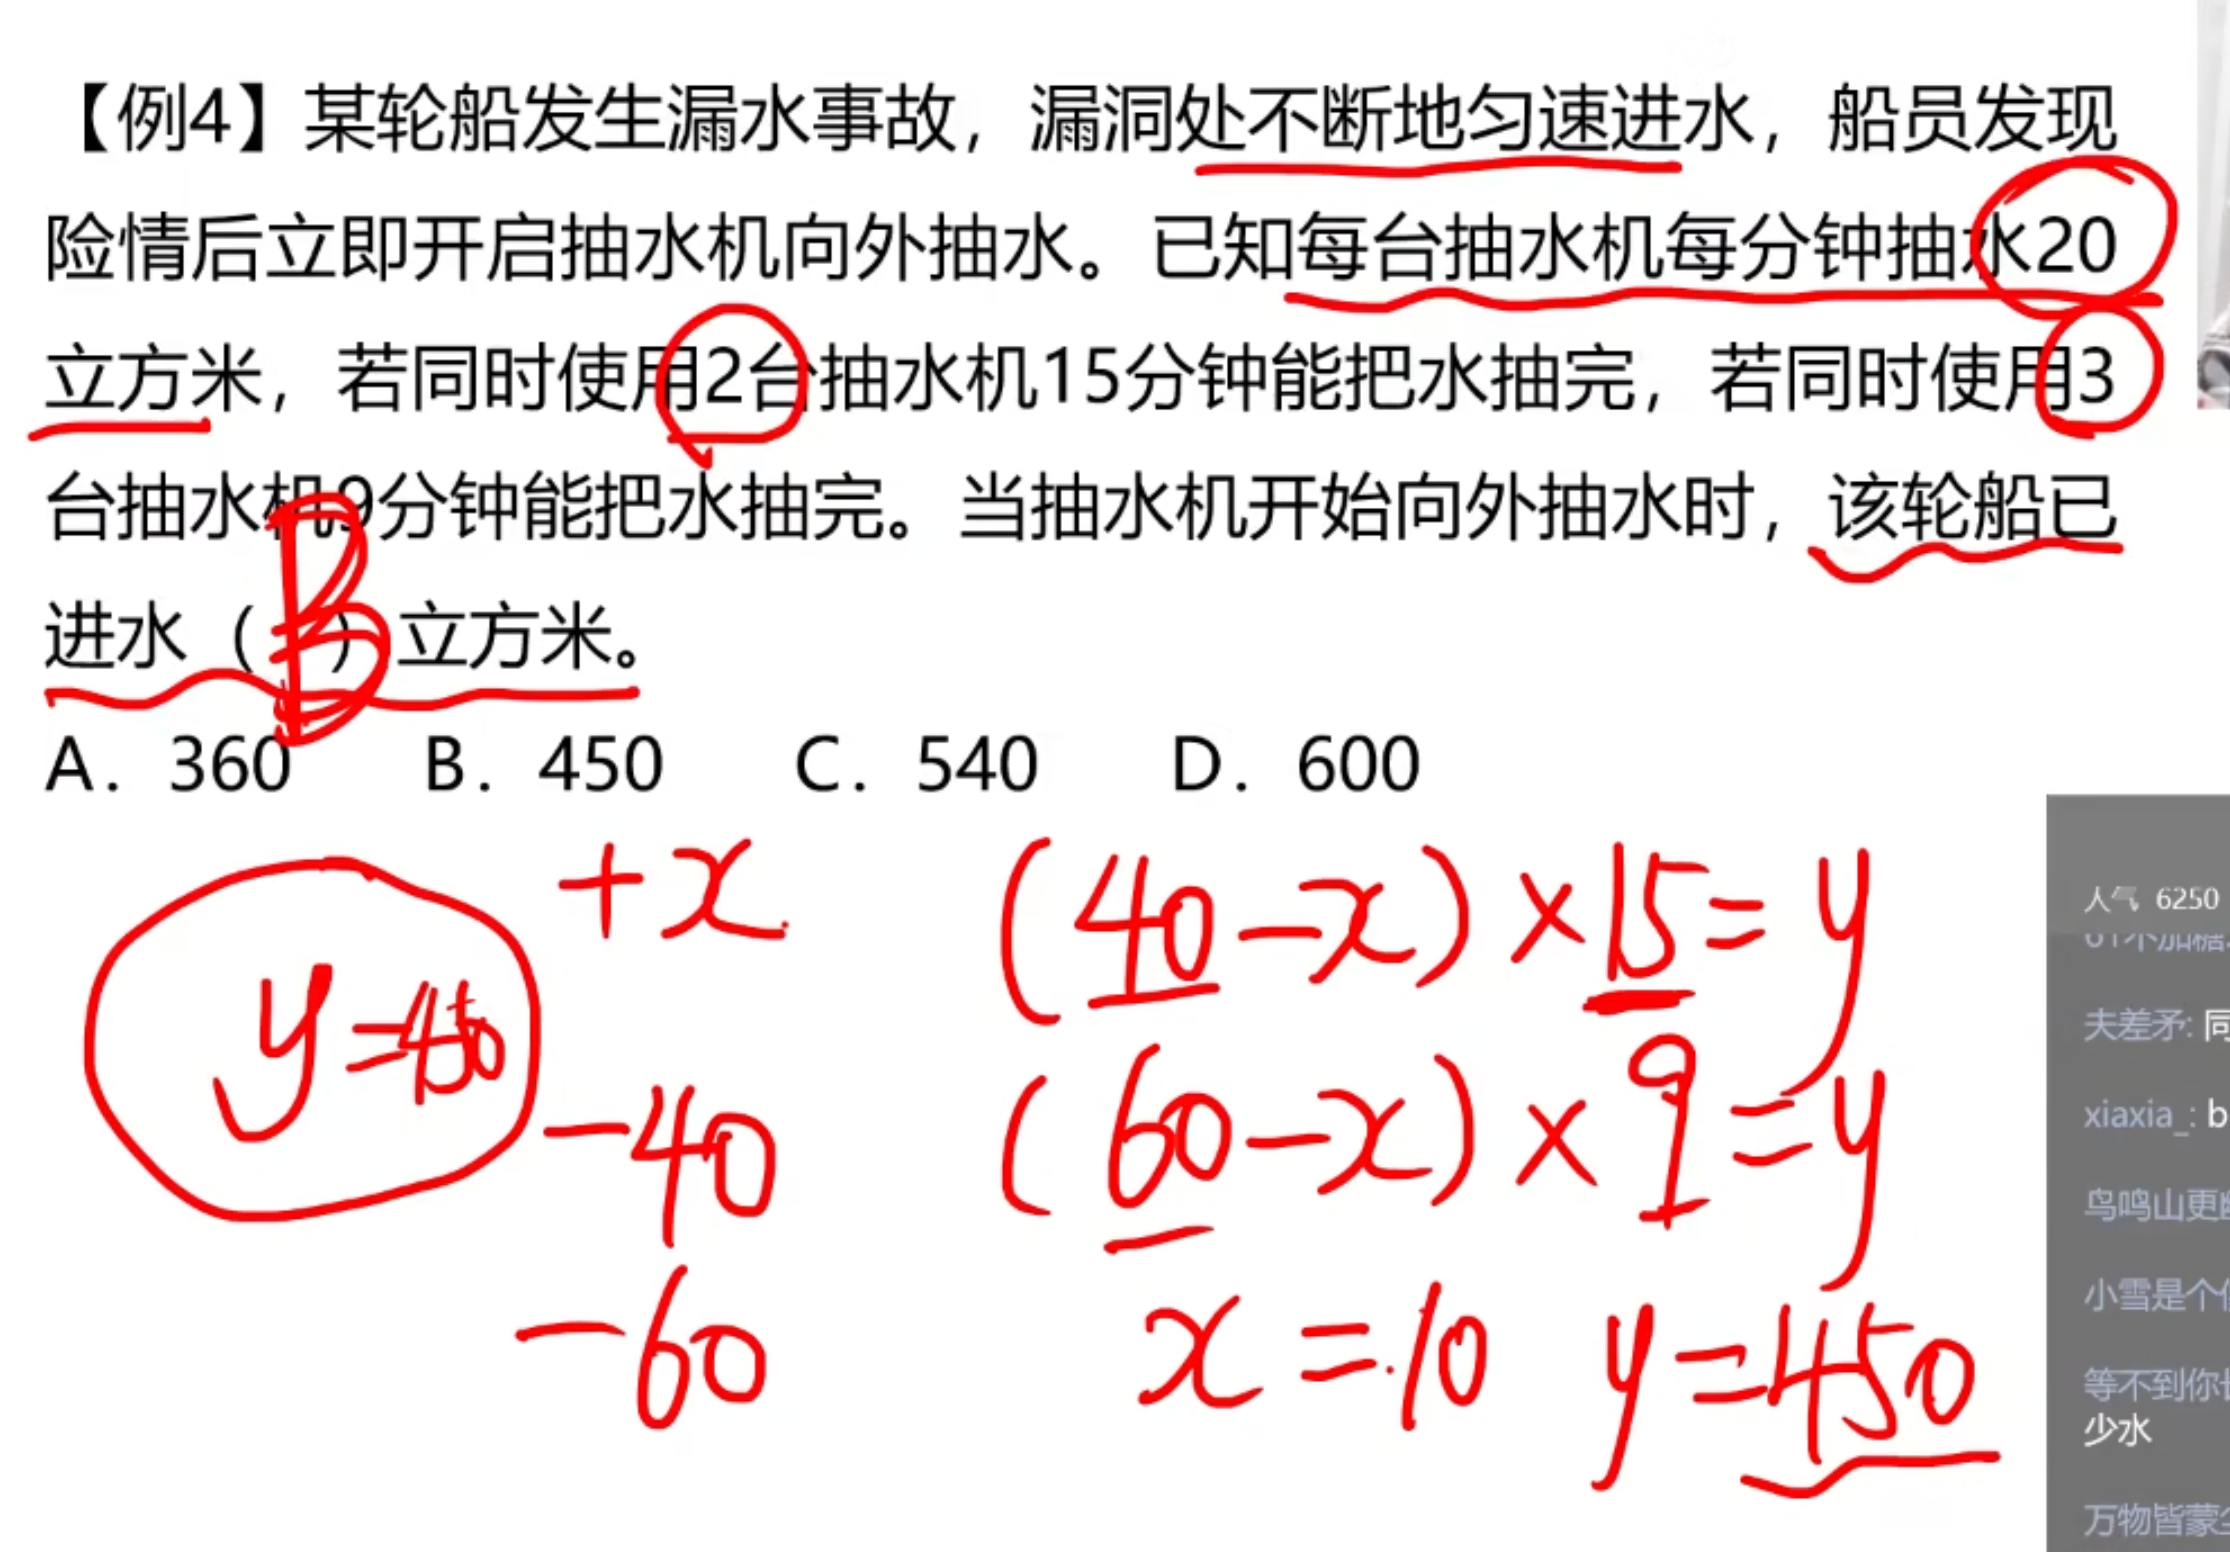 【例4】某轮船发生漏水事故，漏洞处不断地匀速进水，船员发现
险情后立即开启抽水机向外抽水。已知每台抽水机每分钟抽水20
立方米，若同时使用2台抽水机15分钟能把水抽完，若同时使用3
台抽水机9分钟能把水抽完。当抽水机开始向外抽水时，该轮船已
进水（B）立方米。
A．360 B．450 C．540 D．600
+x
(40-x)×15=y
y=450
-40
(60-x)×9=y
-60
x=10 y=450
人气 6250
夫差矛: 同
xiaxia_: b
鸟鸣山更
小雪是个
等不到你
少水
万物皆蒙